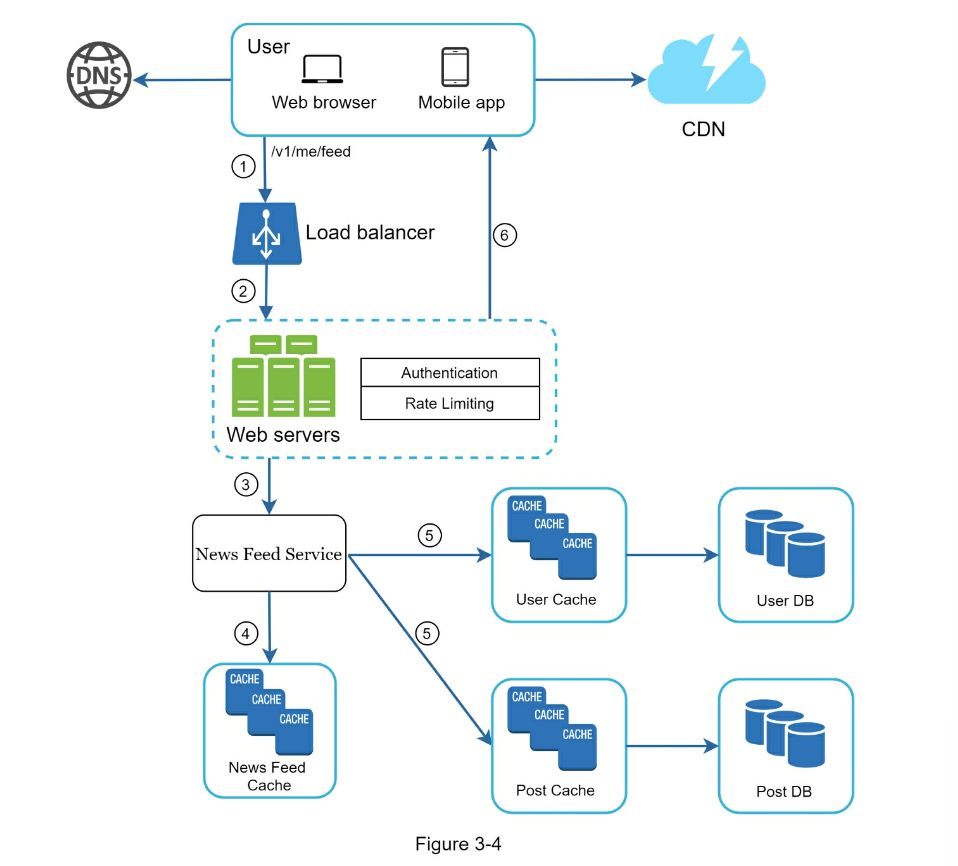 User
DNS
Web browser
Mobile app
CDN
/v1/me/feed
1
Load balancer
6
2
Authentication
Rate Limiting
Web servers
3
CACHE
CACHE
CACHE
User Cache
User DB
5
News Feed Service
5
4
CACHE
CACHE
CACHE
News Feed
Cache
CACHE
CACHE
CACHE
Post Cache
Post DB
Figure 3-4